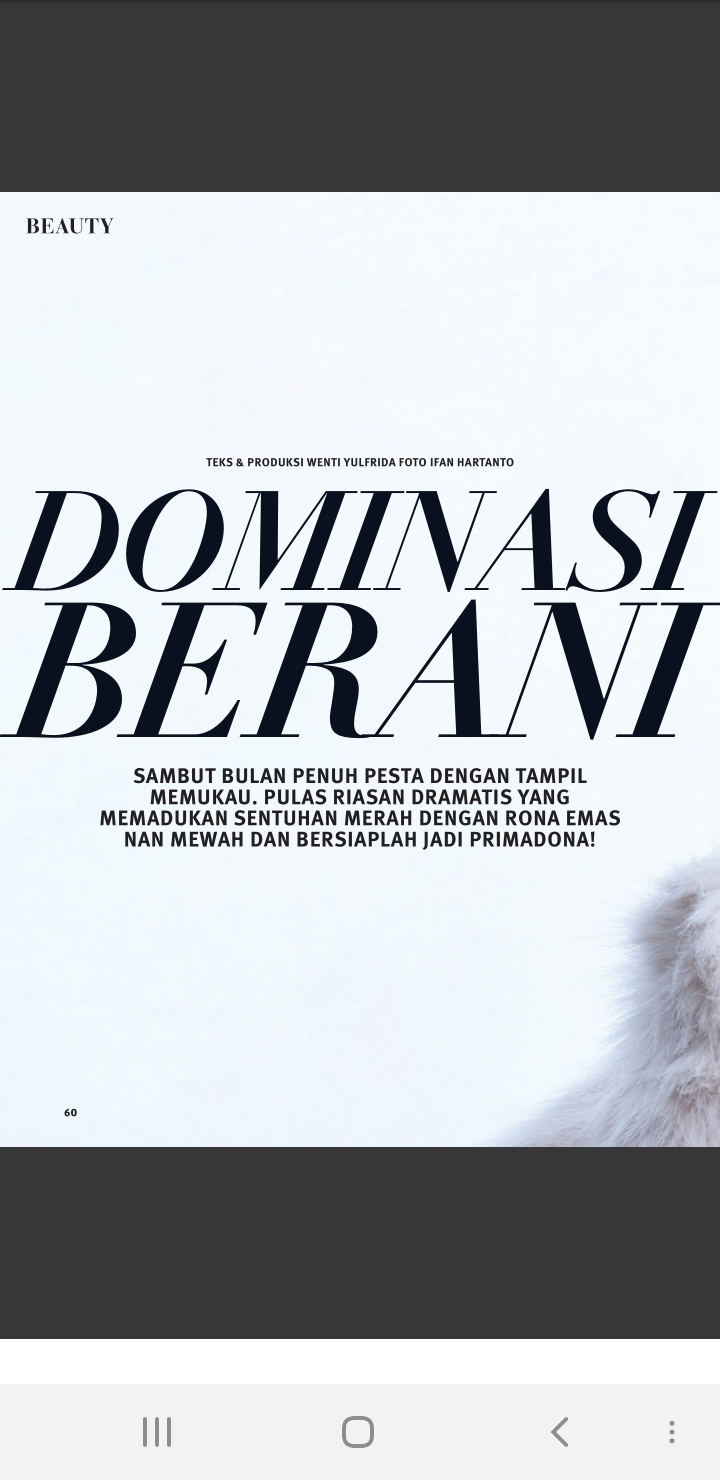 BEAUTY
TEKS & PRODUKSI WENTI YULFRIDA FOTO IFAN HARTANTO
DOMINASI
BERANI
SAMBUT BULAN PENUH PESTA DENGAN TAMPIL
MEMUKAU. PULAS RIASAN DRAMATIS YANG
MEMADUKAN SENTUHAN MERAH DENGAN RONA EMAS
NAN MEWAH DAN BERSIAPLAH JADI PRIMADONA!
60